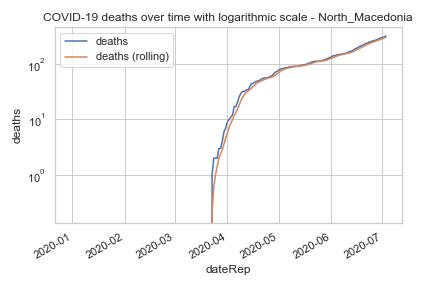 COVID-19 deaths over time with logarithmic scale - North_Macedonia
deaths
deaths (rolling)
10²
10¹
10⁰
deaths
2020-01
2020-02
2020-03
2020-04
2020-05
2020-06
2020-07
dateRep